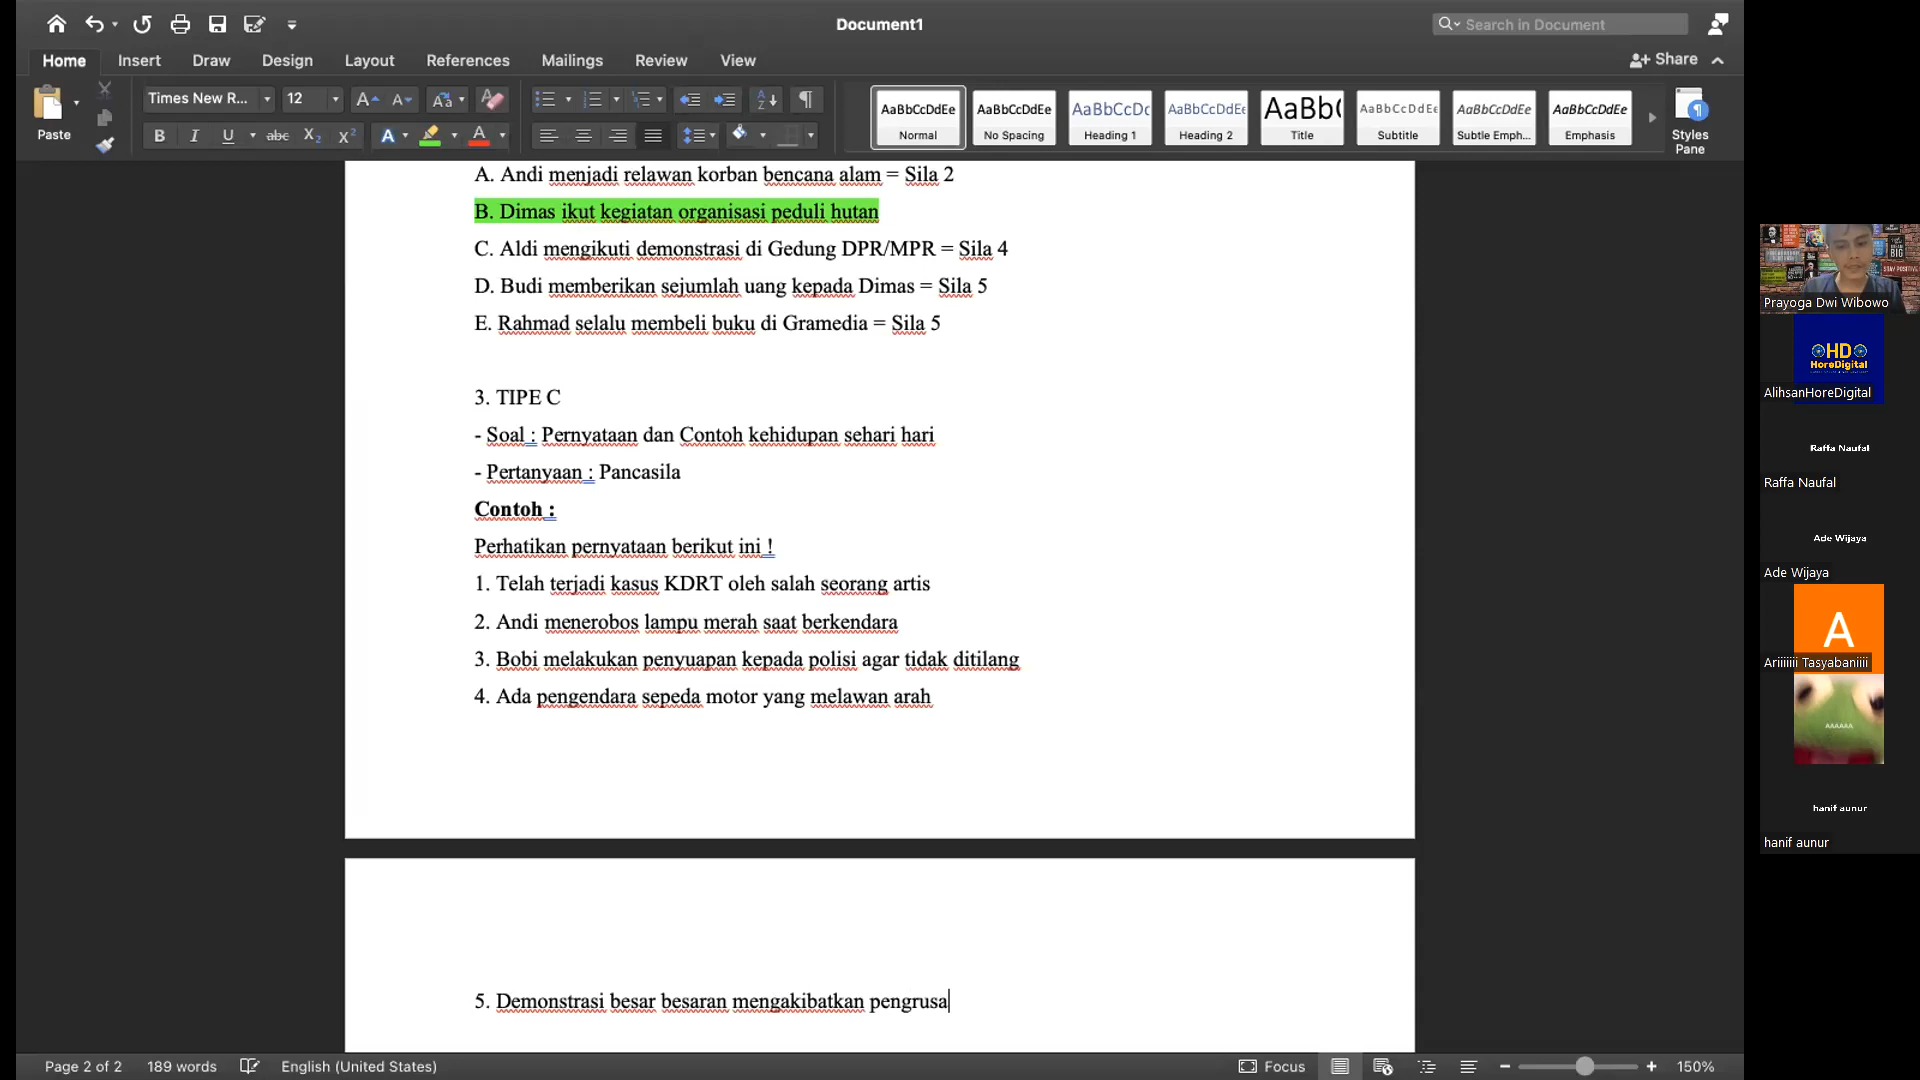 Document1
Search in Document
Home Insert Draw Design Layout References Mailings Review View
Share
Paste
Times New R... 12
AaBbCcDdEe AaBbCcDdEe AaBbCcDc AaBbCcDdEe AaBb( AaBbCcDdEe AaBbCcDdEe AaBbCcDdEe
Normal No Spacing Heading 1 Heading 2 Title Subtitle Subtle Emph... Emphasis
Styles Pane
A. Andi menjadi relawan korban bencana alam = Sila 2
B. Dimas ikut kegiatan organisasi peduli hutan
C. Aldi mengikuti demonstrasi di Gedung DPR/MPR = Sila 4
D. Budi memberikan sejumlah uang kepada Dimas = Sila 5
E. Rahmad selalu membeli buku di Gramedia = Sila 5
3. TIPE C
- Soal : Pernyataan dan Contoh kehidupan sehari hari
- Pertanyaan : Pancasila
Contoh :
Perhatikan pernyataan berikut ini !
1. Telah terjadi kasus KDRT oleh salah seorang artis
2. Andi menerobos lampu merah saat berkendara
3. Bobi melakukan penyuapan kepada polisi agar tidak ditilang
4. Ada pengendara sepeda motor yang melawan arah
5. Demonstrasi besar besaran mengakibatkan pengrusa
Page 2 of 2 189 words English (United States) Focus 150%
Prayoga Dwi Wibowo
HD
HoreDigital
AlihsanHoreDigital
Raffa Naufal
Raffa Naufal
Ade Wijaya
Ade Wijaya
A
Ariiiiiii Tasyabaniiii
AAAAAA
hanif aunur
hanif aunur